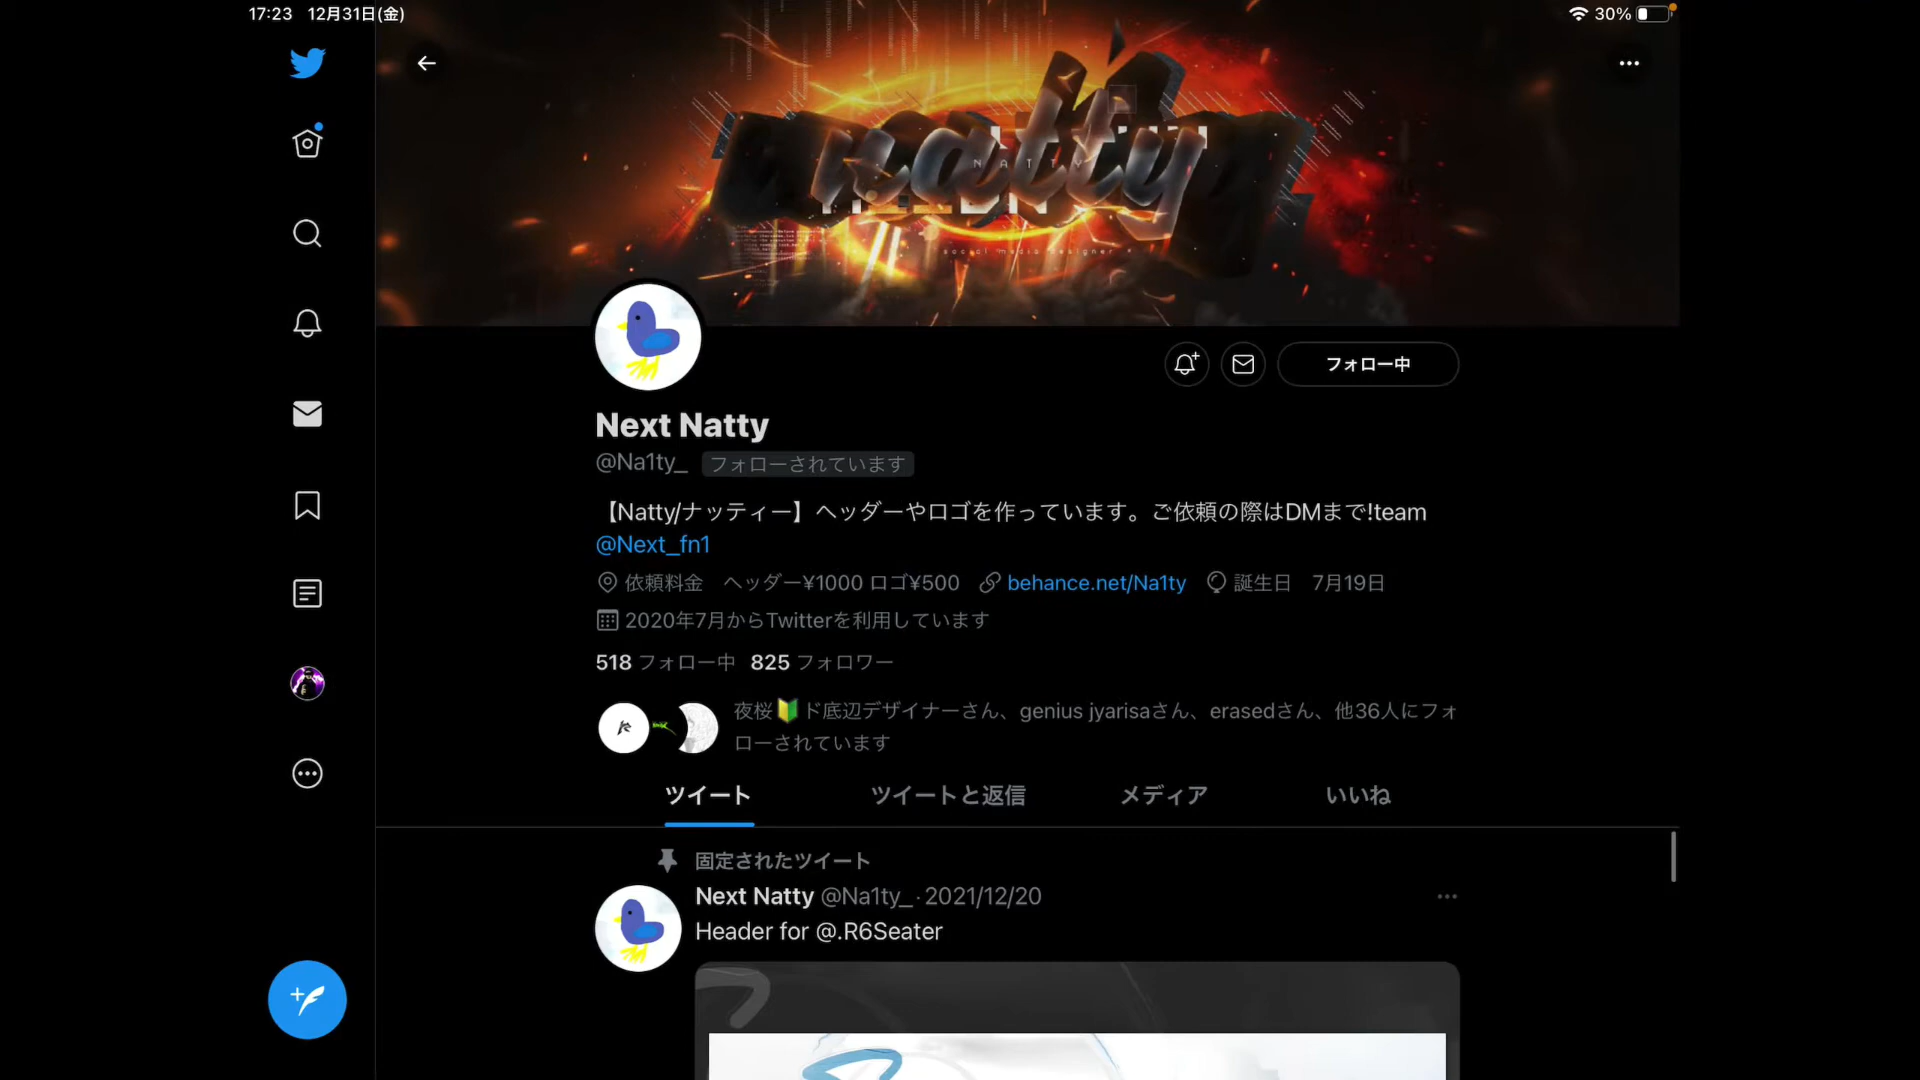 17:23 12月31日(金)
30%
natty
NATTY
social media designer
フォロー中
Next Natty
@Na1ty_ フォローされています
【Natty/ナッティー】ヘッダーやロゴを作っています。ご依頼の際はDMまで!team
@Next_fn1
依頼料金 ヘッダー¥1000 ロゴ¥500 behance.net/Na1ty 誕生日 7月19日
2020年7月からTwitterを利用しています
518 フォロー中 825 フォロワー
夜桜🔰ド底辺デザイナーさん、genius jyarisaさん、erasedさん、他36人にフォ
ローされています
ツイート ツイートと返信 メディア いいね
固定されたツイート
Next Natty @Na1ty_ · 2021/12/20
Header for @.R6Seater